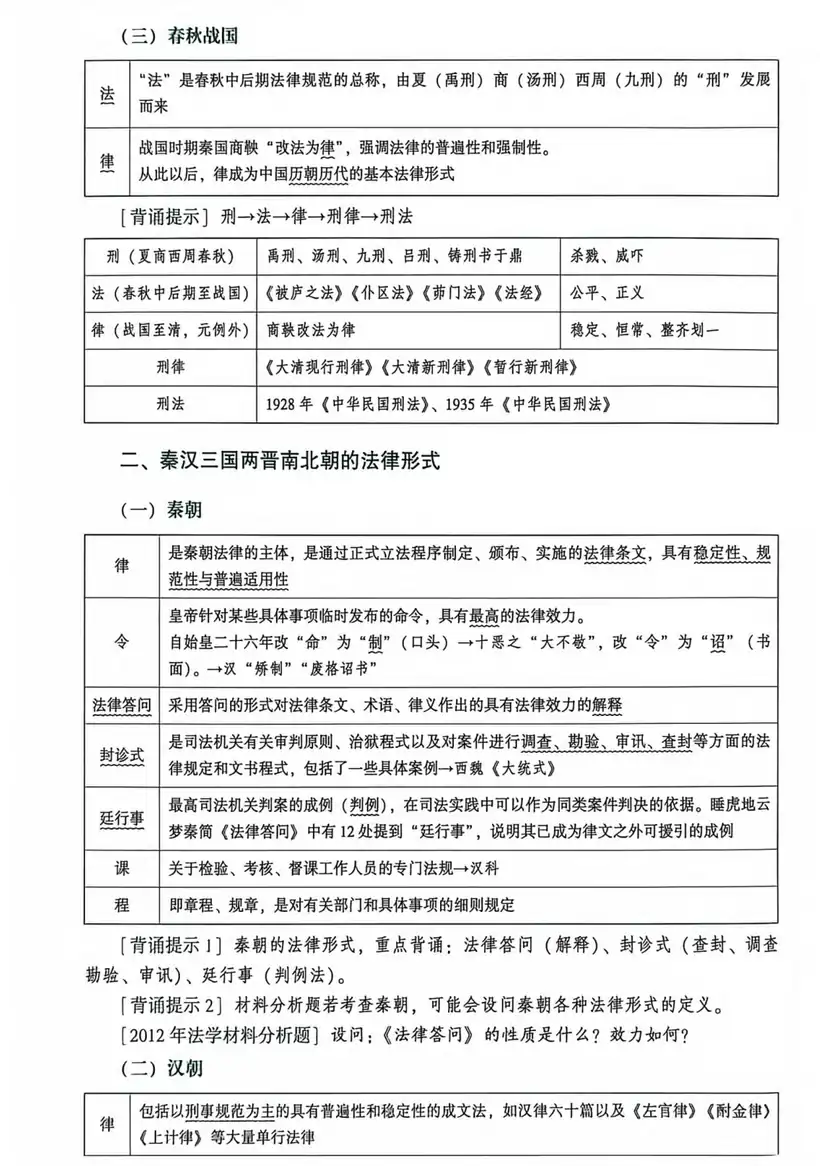 （三）春秋战国
法
“法”是春秋中后期法律规范的总称，由夏（禹刑）商（汤刑）西周（九刑）的“刑”发展
而来
律
战国时期秦国商鞅“改法为律”，强调法律的普遍性和强制性。
从此以后，律成为中国历朝历代的基本法律形式
［背诵提示］刑→法→律→刑律→刑法
刑（夏商西周春秋）
禹刑、汤刑、九刑、吕刑、铸刑书于鼎
杀戮、威吓
法（春秋中后期至战国）
《被庐之法》《仆区法》《茆门法》《法经》
公平、正义
律（战国至清，元例外）
商鞅改法为律
稳定、恒常、整齐划一
刑律
《大清现行刑律》《大清新刑律》《暂行新刑律》
刑法
1928年《中华民国刑法》、1935年《中华民国刑法》
二、秦汉三国两晋南北朝的法律形式
（一）秦朝
律
是秦朝法律的主体，是通过正式立法程序制定、颁布、实施的法律条文，具有稳定性、规
范性与普遍适用性
令
皇帝针对某些具体事项临时发布的命令，具有最高的法律效力。
自始皇二十六年改“命”为“制”（口头）→十恶之“大不敬”，改“令”为“诏”（书
面）。→汉“矫制”“废格诏书”
法律答问
采用答问的形式对法律条文、术语、律义作出的具有法律效力的解释
封诊式
是司法机关有关审判原则、治狱程式以及对案件进行调查、勘验、审讯、查封等方面的法
律规定和文书程式，包括了一些具体案例→西魏《大统式》
廷行事
最高司法机关判案的成例（判例），在司法实践中可以作为同类案件判决的依据。睡虎地云
梦秦简《法律答问》中有12处提到“廷行事”，说明其已成为律文之外可援引的成例
课
关于检验、考核、督课工作人员的专门法规→汉科
程
即章程、规章，是对有关部门和具体事项的细则规定
［背诵提示1］秦朝的法律形式，重点背诵：法律答问（解释）、封诊式（查封、调查
勘验、审讯）、廷行事（判例法）。
［背诵提示2］材料分析题若考查秦朝，可能会设问秦朝各种法律形式的定义。
［2012年法学材料分析题］设问：《法律答问》的性质是什么？效力如何？
（二）汉朝
律
包括以刑事规范为主的具有普遍性和稳定性的成文法，如汉律六十篇以及《左官律》《酎金律》
《上计律》等大量单行法律